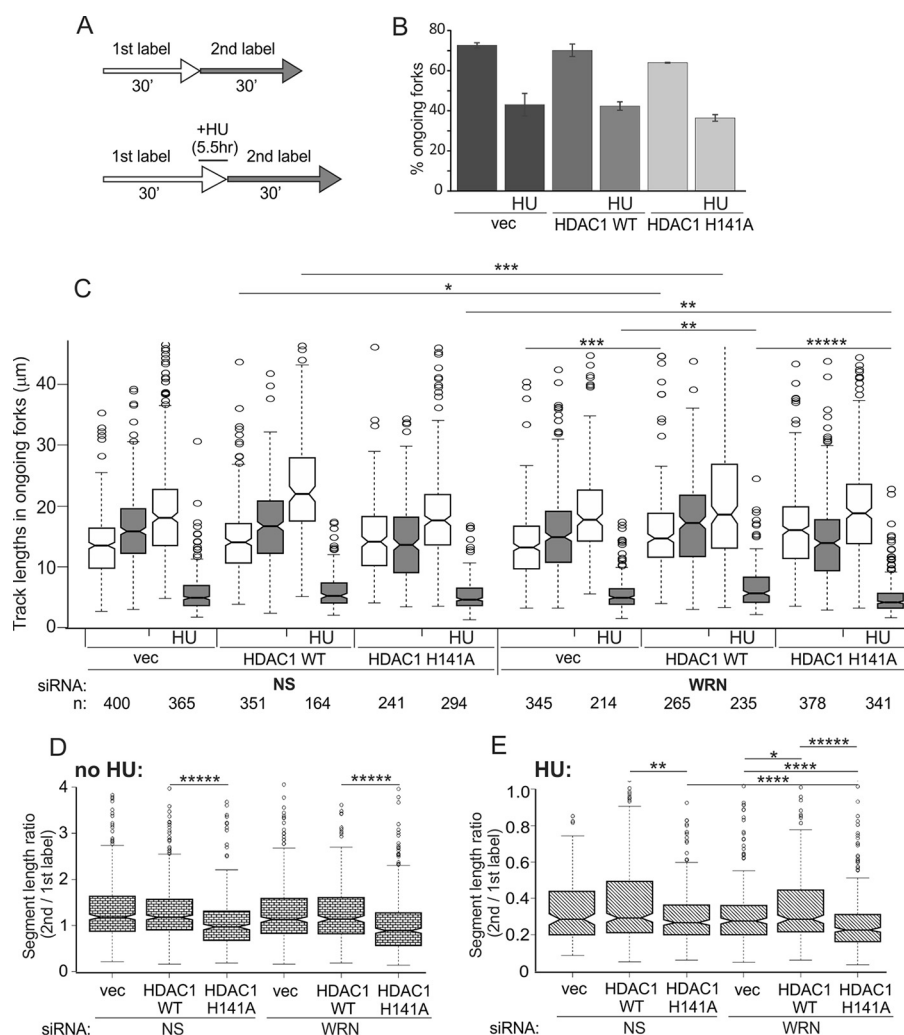 A
1st label 2nd label
30' 30'
+HU
(5.5hr)
1st label 2nd label
30' 30'
B
% ongoing forks
80
60
40
20
0
HU HU HU
vec HDAC1 WT HDAC1 H141A
C
***
*
**
**
*** *****
Track lengths in ongoing forks (μm)
40
30
20
10
0
HU HU HU HU HU HU
vec HDAC1 WT HDAC1 H141A vec HDAC1 WT HDAC1 H141A
siRNA: NS WRN
n: 400 365 351 164 241 294 345 214 265 235 378 341
D
no HU:
***** *****
Segment length ratio
(2nd / 1st label)
4
3
2
1
0
vec HDAC1 HDAC1 vec HDAC1 HDAC1
WT H141A WT H141A
siRNA: NS WRN
E
HU:
*****
*
****
** ****
Segment length ratio
(2nd / 1st label)
1.0
0.8
0.6
0.4
0.2
0
vec HDAC1 HDAC1 vec HDAC1 HDAC1
WT H141A WT H141A
siRNA: NS WRN